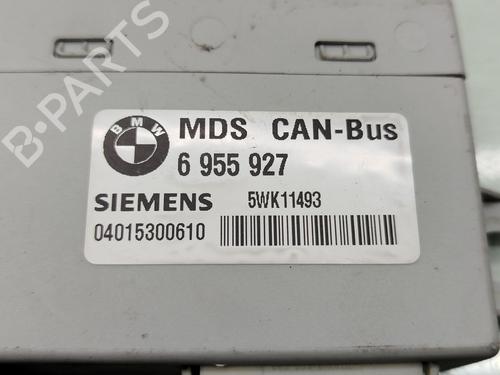 BMW
MDS CAN-Bus
6 955 927
SIEMENS 5WK11493
04015300610
B-PARTS